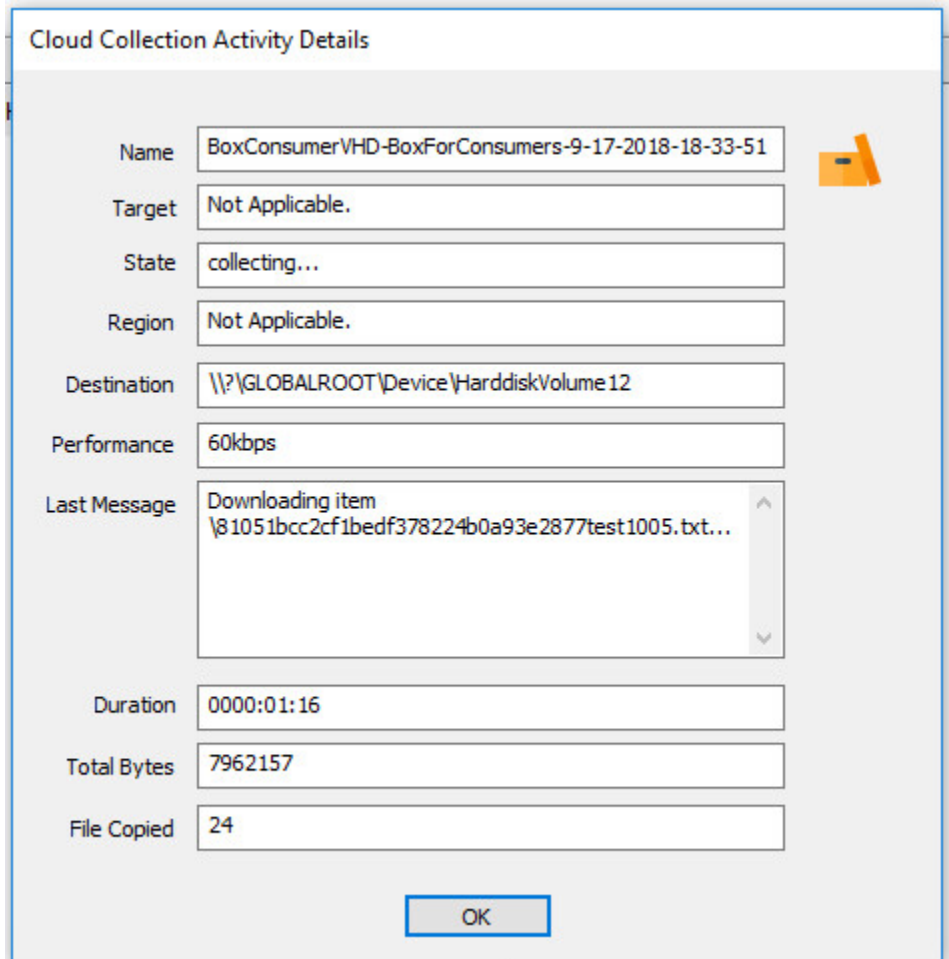 Cloud Collection Activity Details
Name BoxConsumerVHD-BoxForConsumers-9-17-2018-18-33-51
Target Not Applicable.
State collecting...
Region Not Applicable.
Destination \\?\GLOBALROOT\Device\HarddiskVolume12
Performance 60kbps
Last Message Downloading item
\81051bcc2cf1bedf378224b0a93e2877test1005.txt...
Duration 0000:01:16
Total Bytes 7962157
File Copied 24
OK